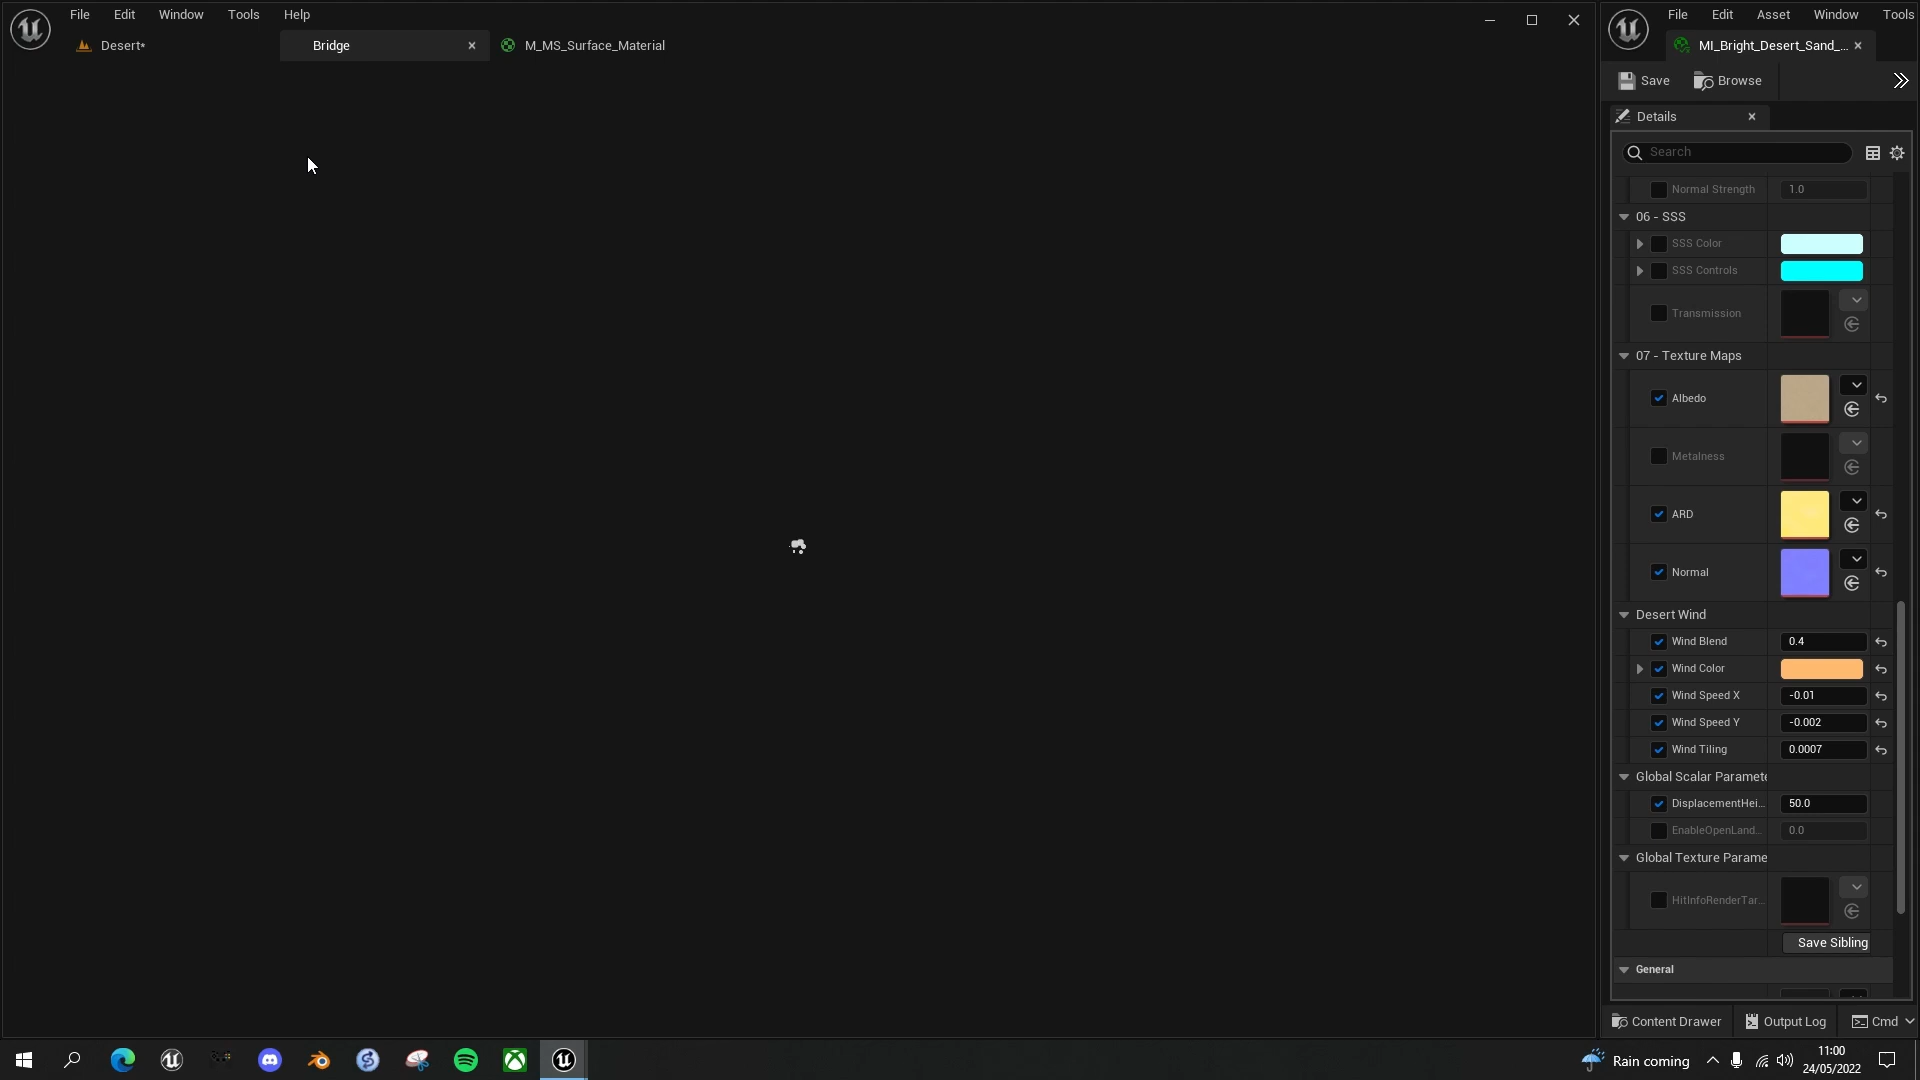 File Edit Window Tools Help
Desert*
Bridge
M_MS_Surface_Material
File Edit Asset Window Tools
MI_Bright_Desert_Sand_...
Save Browse
Details
Search
Normal Strength 1.0
06 - SSS
SSS Color
SSS Controls
Transmission
07 - Texture Maps
Albedo
Metalness
ARD
Normal
Desert Wind
Wind Blend 0.4
Wind Color
Wind Speed X -0.01
Wind Speed Y -0.002
Wind Tiling 0.0007
Global Scalar Paramete
DisplacementHei... 50.0
EnableOpenLand... 0.0
Global Texture Parame
HitInfoRenderTar...
Save Sibling
General
Content Drawer Output Log Cmd
Rain coming
11:00
24/05/2022